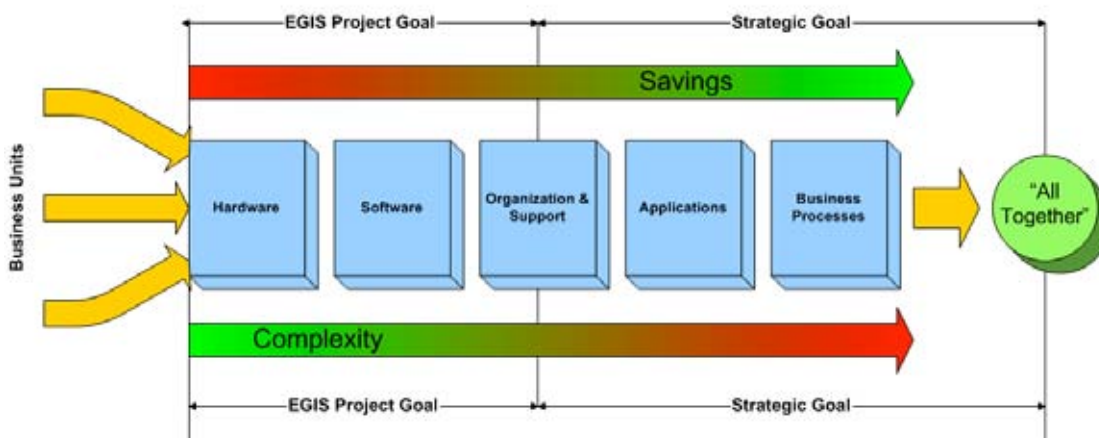 EGIS Project Goal
Strategic Goal
Savings
Business Units
Hardware
Software
Organization &
Support
Applications
Business
Processes
“All
Together”
Complexity
EGIS Project Goal
Strategic Goal